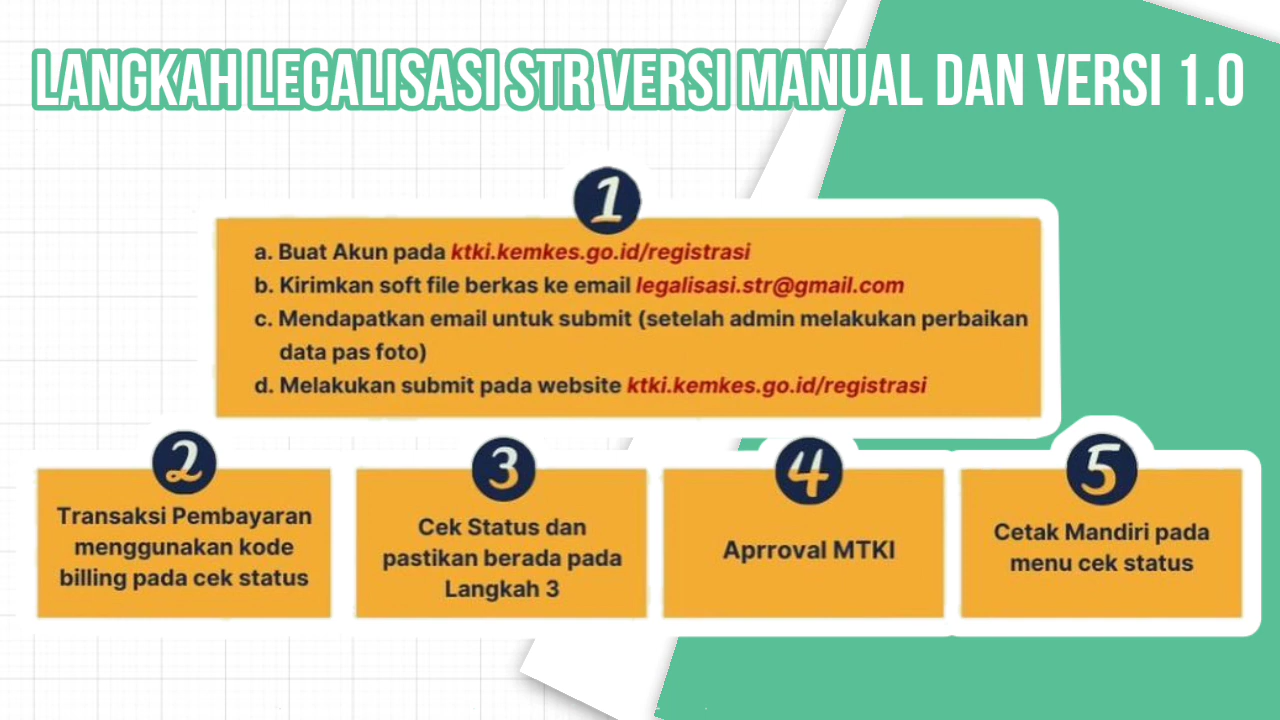 LANGKAH LEGALISASI STR VERSI MANUAL DAN VERSI 1.0
1
a. Buat Akun pada ktki.kemkes.go.id/registrasi
b. Kirimkan soft file berkas ke email legalisasi.str@gmail.com
c. Mendapatkan email untuk submit (setelah admin melakukan perbaikan
data pas foto)
d. Melakukan submit pada website ktki.kemkes.go.id/registrasi
2
Transaksi Pembayaran
menggunakan kode
billing pada cek status
3
Cek Status dan
pastikan berada pada
Langkah 3
4
Aprroval MTKI
5
Cetak Mandiri pada
menu cek status